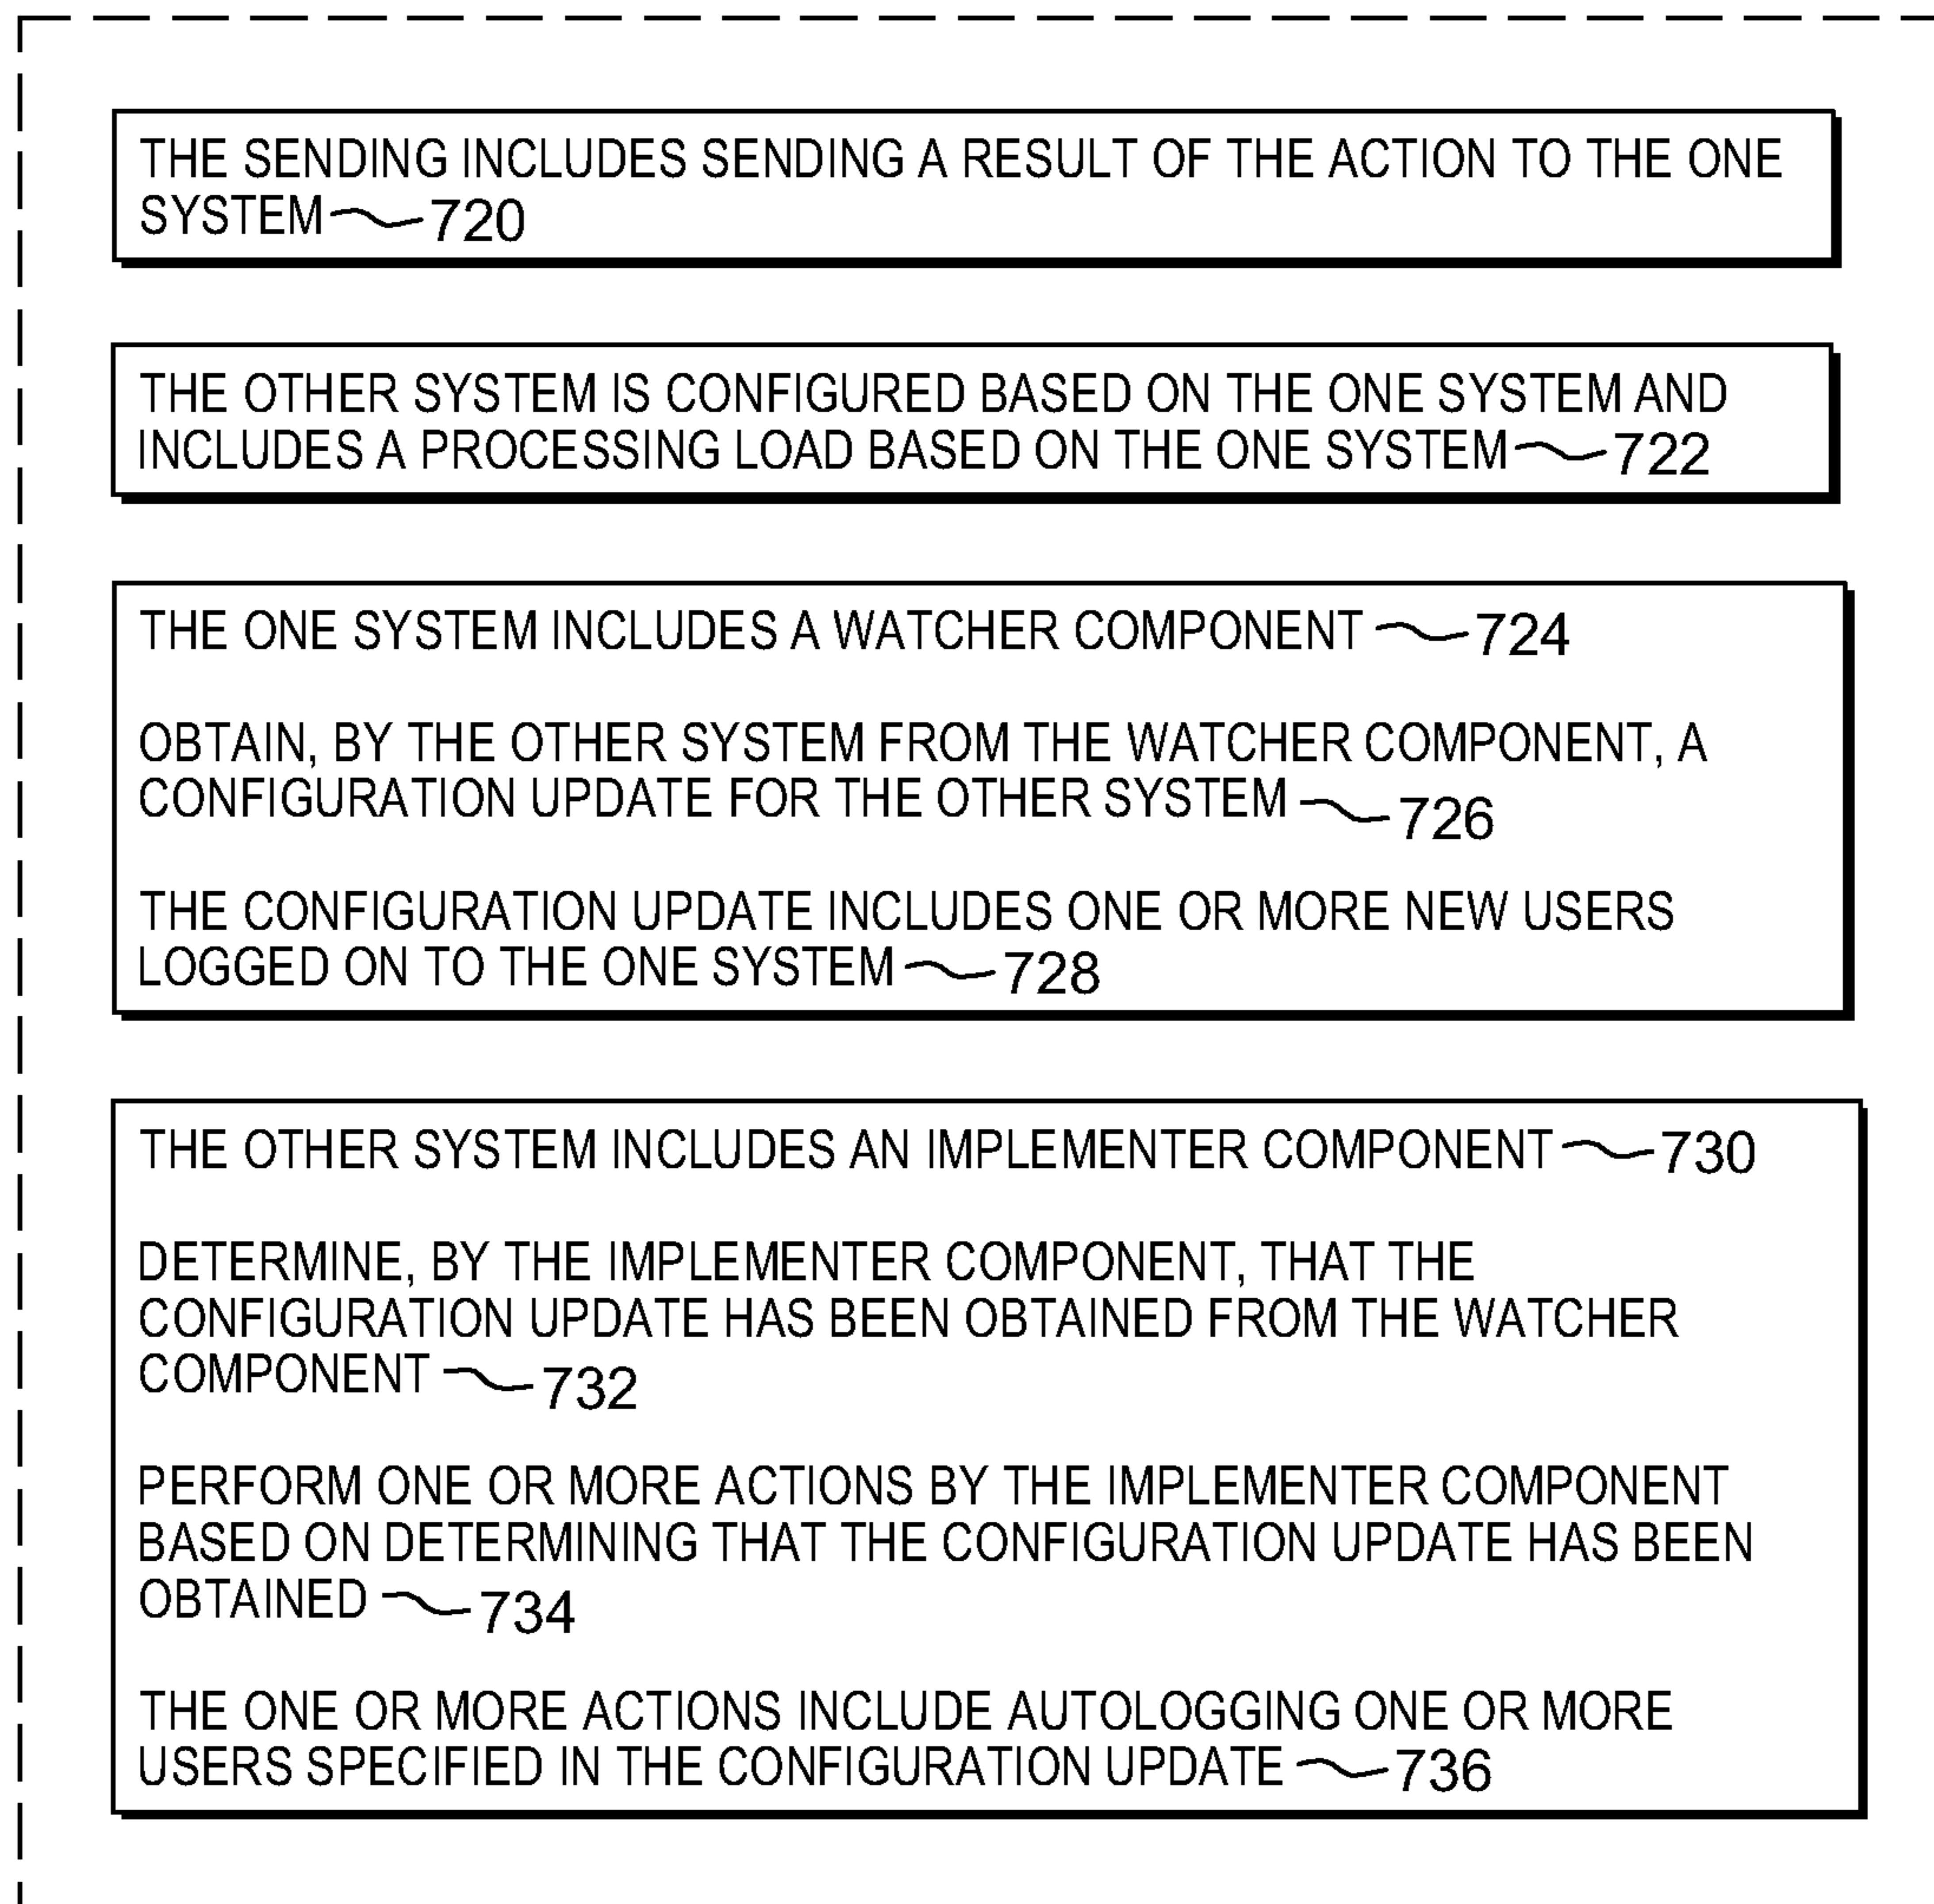 THE SENDING INCLUDES SENDING A RESULT OF THE ACTION TO THE ONE
SYSTEM 720
THE OTHER SYSTEM IS CONFIGURED BASED ON THE ONE SYSTEM AND
INCLUDES A PROCESSING LOAD BASED ON THE ONE SYSTEM 722
THE ONE SYSTEM INCLUDES A WATCHER COMPONENT 724
OBTAIN, BY THE OTHER SYSTEM FROM THE WATCHER COMPONENT, A
CONFIGURATION UPDATE FOR THE OTHER SYSTEM 726
THE CONFIGURATION UPDATE INCLUDES ONE OR MORE NEW USERS
LOGGED ON TO THE ONE SYSTEM 728
THE OTHER SYSTEM INCLUDES AN IMPLEMENTER COMPONENT 730
DETERMINE, BY THE IMPLEMENTER COMPONENT, THAT THE
CONFIGURATION UPDATE HAS BEEN OBTAINED FROM THE WATCHER
COMPONENT 732
PERFORM ONE OR MORE ACTIONS BY THE IMPLEMENTER COMPONENT
BASED ON DETERMINING THAT THE CONFIGURATION UPDATE HAS BEEN
OBTAINED 734
THE ONE OR MORE ACTIONS INCLUDE AUTOLOGGING ONE OR MORE
USERS SPECIFIED IN THE CONFIGURATION UPDATE 736